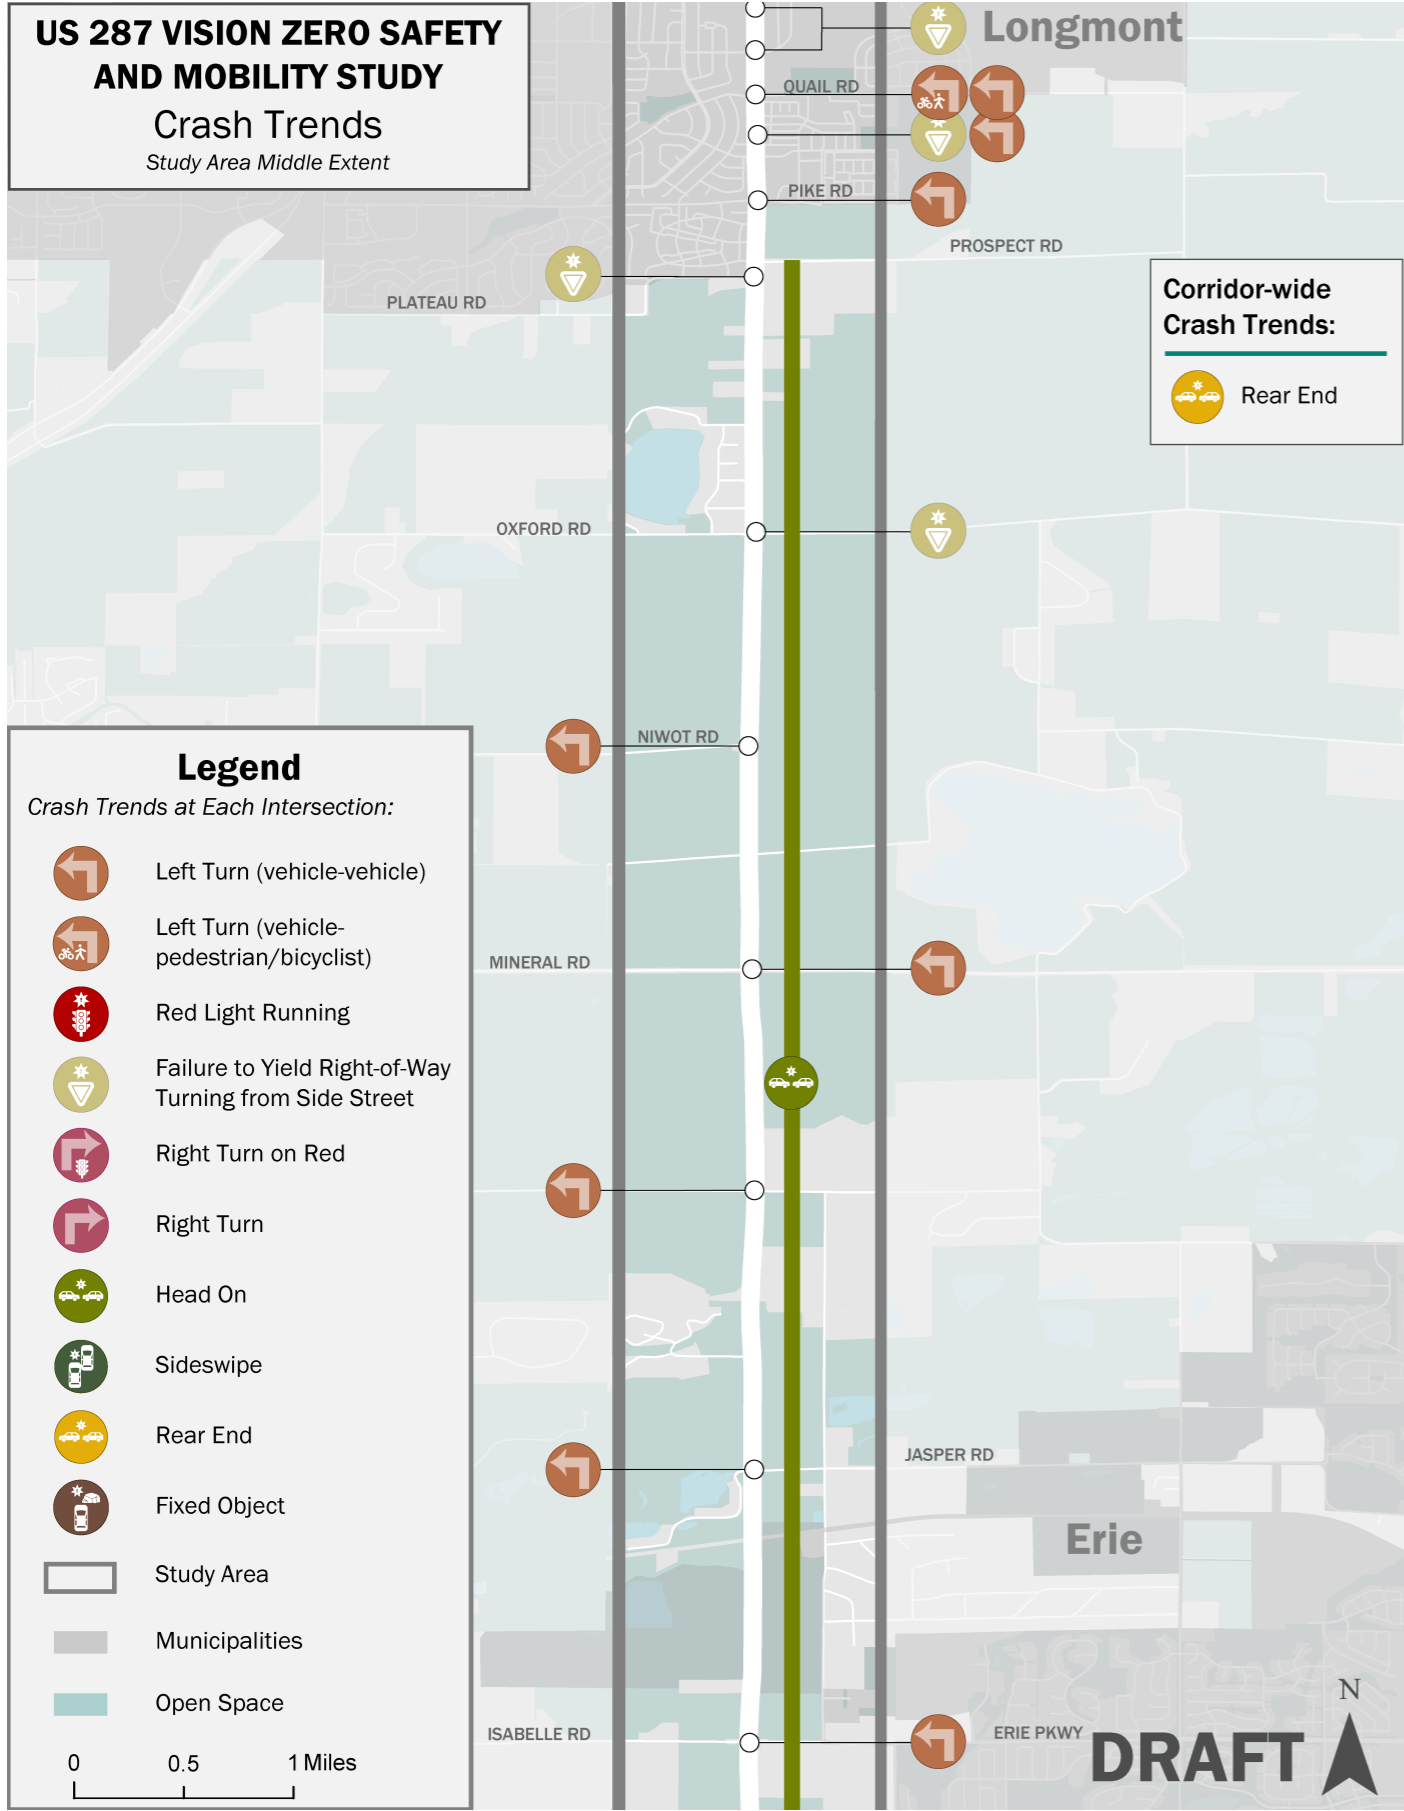 US 287 VISION ZERO SAFETY
AND MOBILITY STUDY
Crash Trends
Study Area Middle Extent
Longmont
QUAIL RD
PIKE RD
PROSPECT RD
PLATEAU RD
Corridor-wide
Crash Trends:
Rear End
OXFORD RD
NIWOT RD
MINERAL RD
JASPER RD
Erie
ISABELLE RD
ERIE PKWY
Legend
Crash Trends at Each Intersection:
Left Turn (vehicle-vehicle)
Left Turn (vehicle-
pedestrian/bicyclist)
Red Light Running
Failure to Yield Right-of-Way
Turning from Side Street
Right Turn on Red
Right Turn
Head On
Sideswipe
Rear End
Fixed Object
Study Area
Municipalities
Open Space
0 0.5 1 Miles
N
DRAFT